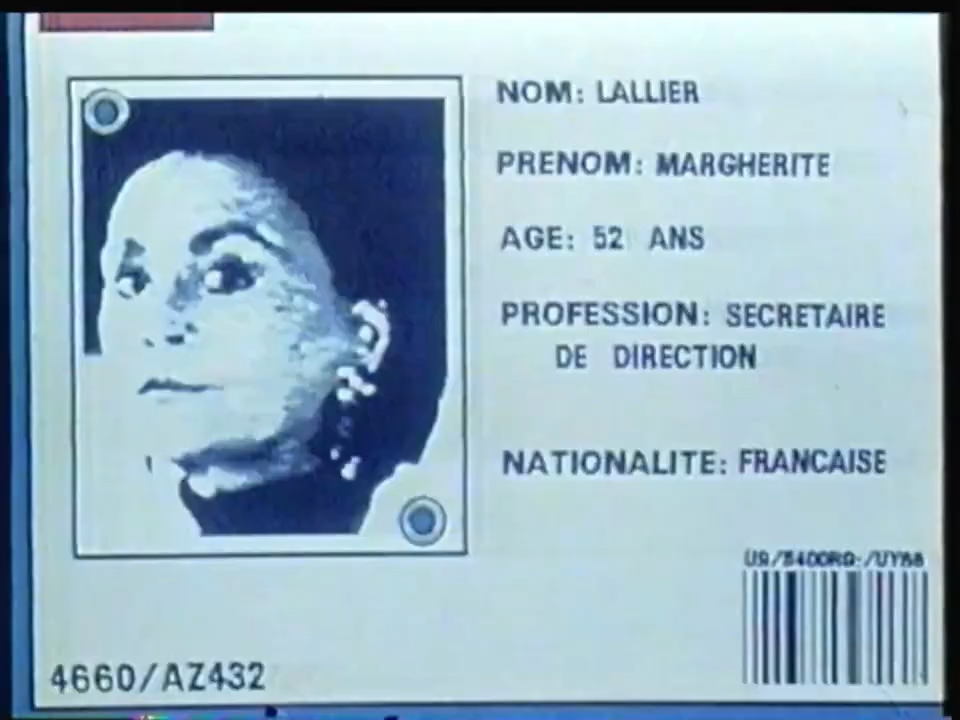 NOM: LALLIER
PRENOM: MARGHERITE
AGE: 52 ANS
PROFESSION: SECRETAIRE
DE DIRECTION
NATIONALITE: FRANCAISE
4660/AZ432